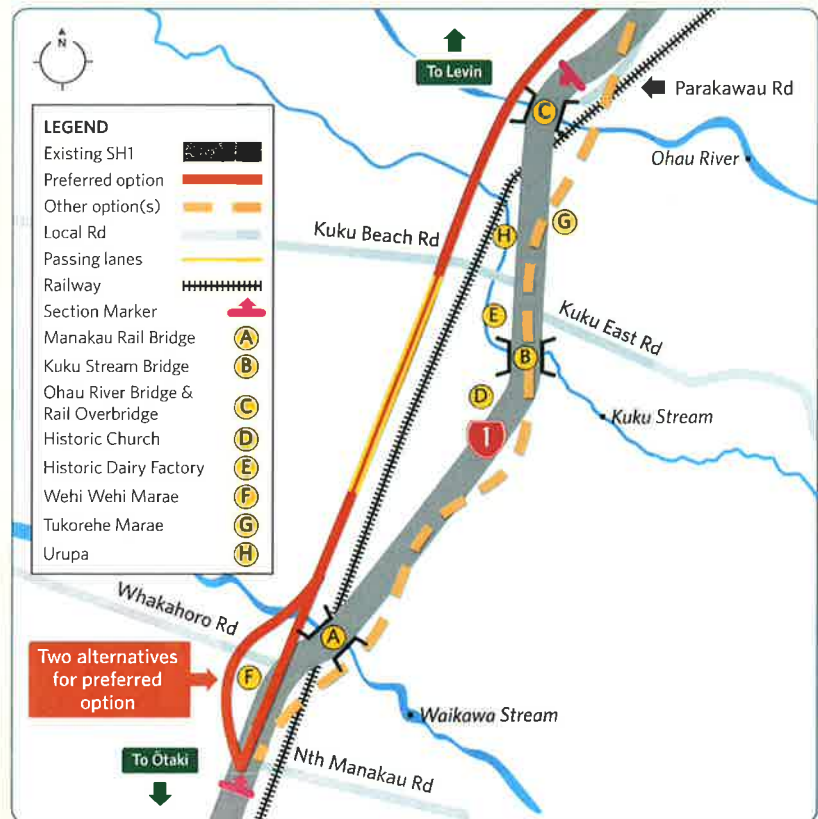 N
To Levin
C
Parakawau Rd
LEGEND
Existing SH1
Preferred option
Other option(s)
Local Rd
Passing lanes
Railway
Section Marker
Manakau Rail Bridge A
Kuku Stream Bridge B
Ohau River Bridge &
Rail Overbridge C
Historic Church D
Historic Dairy Factory E
Wehi Wehi Marae F
Tukorehe Marae G
Urupa H
Ohau River
G
Kuku Beach Rd
H
E
Kuku East Rd
B
D
Kuku Stream
1
Whakahoro Rd
A
Two alternatives
for preferred
option
F
Waikawa Stream
To Ōtaki
Nth Manakau Rd